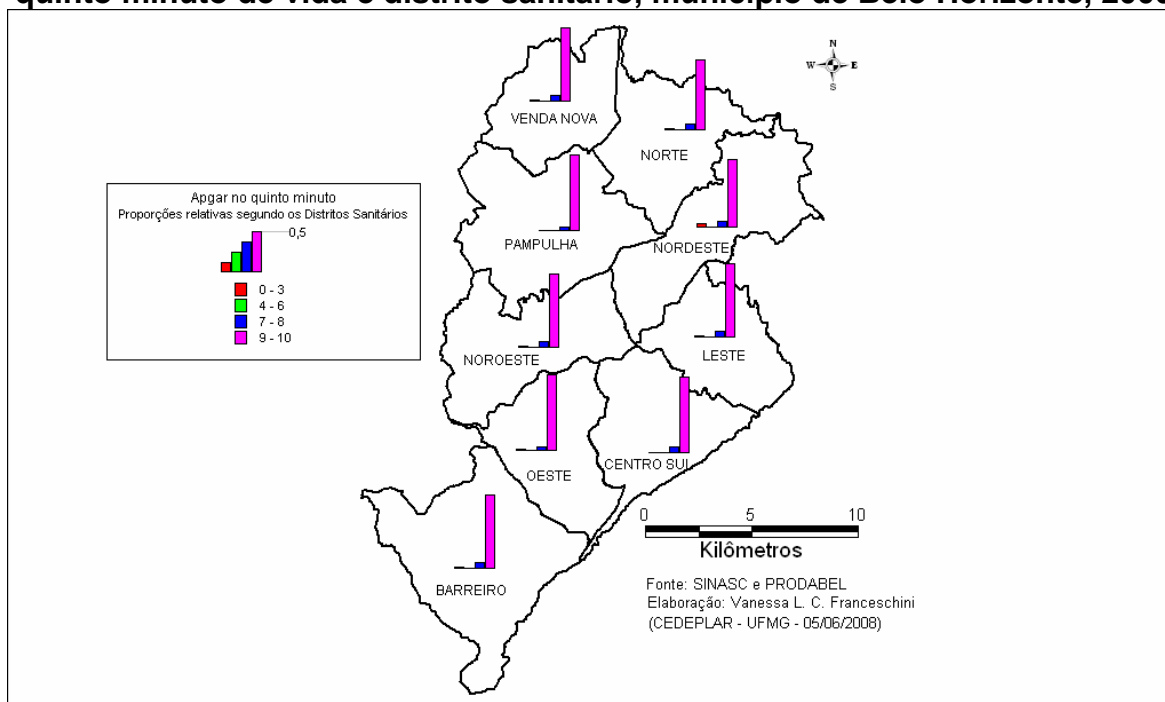 quinto minuto de vida e distrito sanitário, município de Belo Horizonte,
N
W E
S
VENDA NOVA
NORTE
Apgar no quinto minuto
Proporções relativas segundo os Distritos Sanitários
0,5
0 - 3
4 - 6
7 - 8
9 - 10
PAMPULHA
NORDESTE
NOROESTE
LESTE
OESTE
CENTRO SUL
BARREIRO
0 5 10
Kilômetros
Fonte: SINASC e PRODABEL
Elaboração: Vanessa L. C. Franceschini
(CEDEPLAR - UFMG - 05/06/2008)